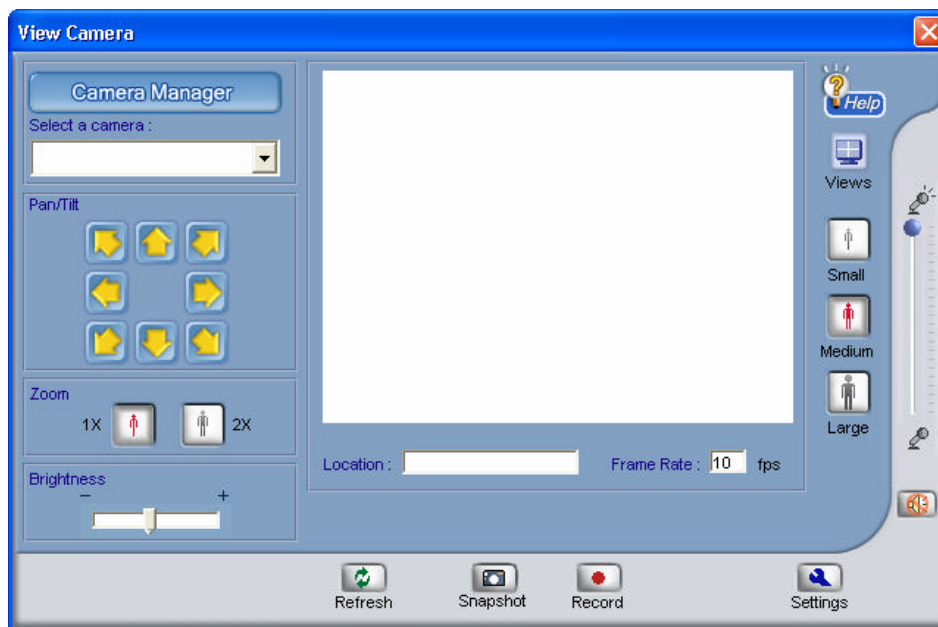 View Camera
Camera Manager
Select a camera :
Pan/Tilt
Zoom
1X
2X
Brightness
−
+
Location :
Frame Rate : 10 fps
? Help
Views
Small
Medium
Large
Refresh
Snapshot
Record
Settings